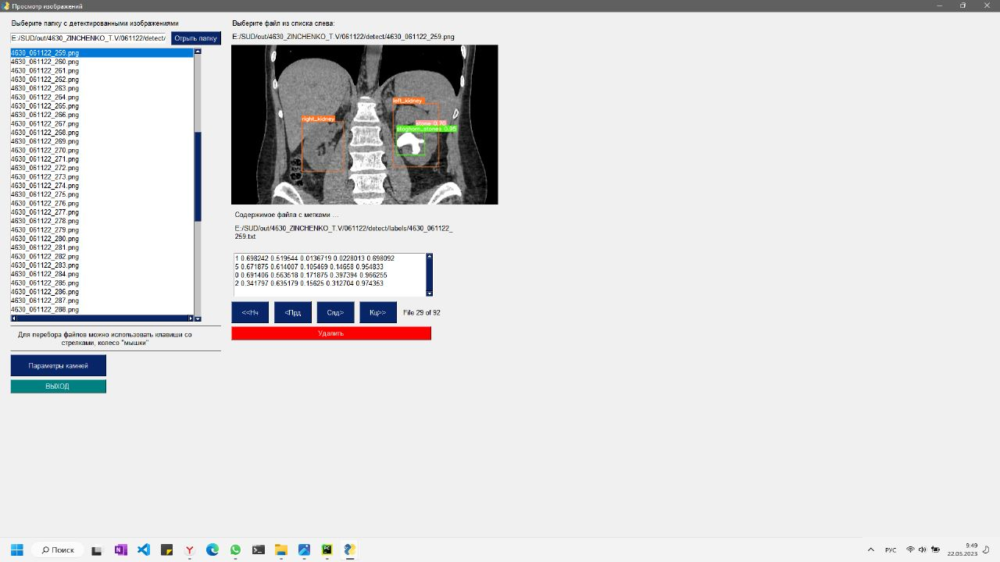 Просмотр изображений
Выберите папку с детектированными изображениями
E:/SUD/out/4630_ZINCHENKO_T.V/061122/detect/
Отрыть папку
4630_061122_259.png
4630_061122_260.png
4630_061122_261.png
4630_061122_262.png
4630_061122_263.png
4630_061122_264.png
4630_061122_265.png
4630_061122_266.png
4630_061122_267.png
4630_061122_268.png
4630_061122_269.png
4630_061122_270.png
4630_061122_271.png
4630_061122_272.png
4630_061122_273.png
4630_061122_274.png
4630_061122_275.png
4630_061122_276.png
4630_061122_277.png
4630_061122_278.png
4630_061122_279.png
4630_061122_280.png
4630_061122_281.png
4630_061122_282.png
4630_061122_283.png
4630_061122_284.png
4630_061122_285.png
4630_061122_286.png
4630_061122_287.png
4630_061122_288.png
Для перебора файлов можно использовать клавиши со
стрелками, колесо "мышки"
Параметры камней
ВЫХОД
Выберите файл из списка слева:
E:/SUD/out/4630_ZINCHENKO_T.V/061122/detect/4630_061122_259.png
left_kidney
right_kidney
stone 0.70
staghorn_stones 0.95
Содержимое файла с метками ...
E:/SUD/out/4630_ZINCHENKO_T.V/061122/detect/labels/4630_061122_
259.txt
1 0.698242 0.519544 0.0136719 0.0228013 0.698092
5 0.671875 0.614007 0.105469 0.14658 0.954833
0 0.691406 0.563518 0.171875 0.397394 0.966255
2 0.341797 0.635179 0.15625 0.312704 0.974353
<<Нч
<Прд
Слд>
Кц>>
File 29 of 92
Удалить
Поиск
РУС
9:49
22.05.2023